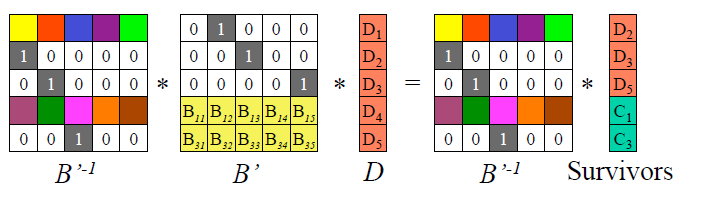 0 1 0 0 0 D₁ D₂
1 0 0 0 0 0 0 1 0 0 D₂ 1 0 0 0 0 D₃
0 1 0 0 0 * 0 0 0 0 1 * D₃ = 0 1 0 0 0 * D₅
B₁₁ B₁₂ B₁₃ B₁₄ B₁₅ D₄ C₁
0 0 1 0 0 B₃₁ B₃₂ B₃₃ B₃₄ B₃₅ D₅ 0 0 1 0 0 C₃
B’⁻¹ B’ D B’⁻¹ Survivors